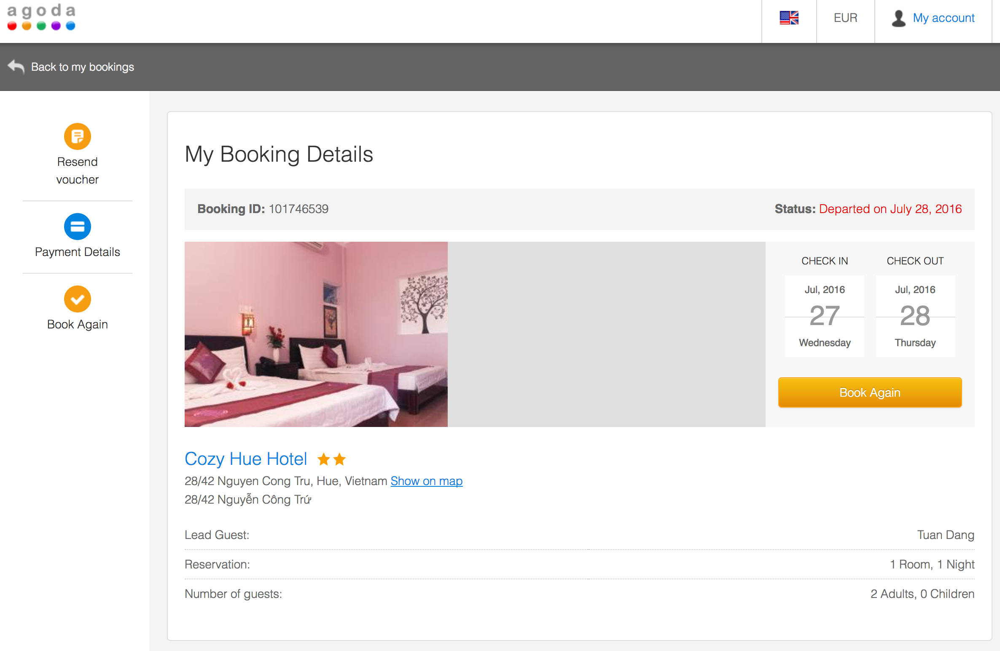 agoda
EUR
My account
Back to my bookings
Resend
voucher
Payment Details
Book Again
My Booking Details
Booking ID: 101746539
Status: Departed on July 28, 2016
CHECK IN
CHECK OUT
Jul, 2016
27
Wednesday
Jul, 2016
28
Thursday
Book Again
Cozy Hue Hotel
28/42 Nguyen Cong Tru, Hue, Vietnam Show on map
28/42 Nguyễn Công Trứ
Lead Guest: Tuan Dang
Reservation: 1 Room, 1 Night
Number of guests: 2 Adults, 0 Children